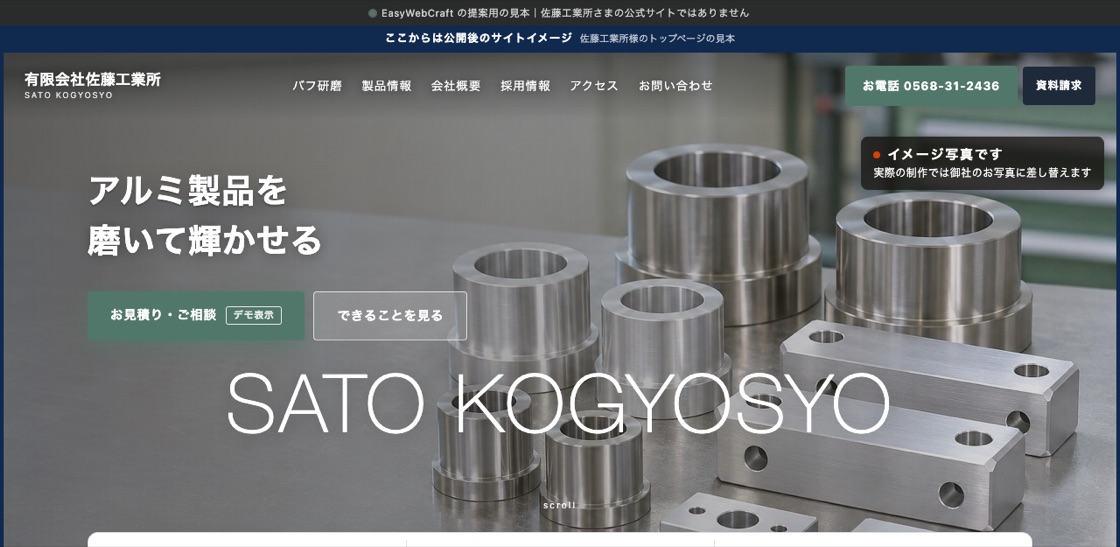 EasyWebCraft の提案用の見本｜佐藤工業所さまの公式サイトではありません
ここからは公開後のサイトイメージ 佐藤工業所様のトップページの見本
有限会社佐藤工業所
SATO KOGYOSYO
バフ研磨 製品情報 会社概要 採用情報 アクセス お問い合わせ
お電話 0568-31-2436
資料請求
イメージ写真です
実際の制作では御社のお写真に差し替えます
アルミ製品を
磨いて輝かせる
お見積り・ご相談 デモ表示
できることを見る
SATO KOGYOSYO
scroll